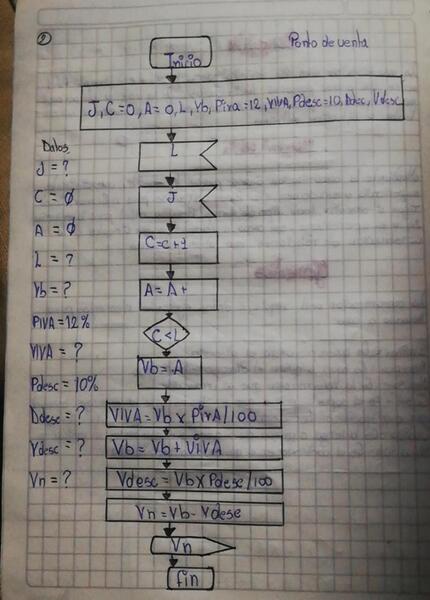 2
Ponto de venta
Inicio
J, C=0, A=0, L, Vb, Piva=12, VIVA, Pdesc=10, Ddec, Vdesc
Datos
L
J = ?
J
C = Ø
C=c+1
A = Ø
L = ?
A=A+
Vb = ?
PIVA=12%
C<L
VIVA = ?
Vb=.A
Pdesc = 10%
Ddesc = ?
VIVA=Vb x PivA/100
Vdesc = ?
Vb = Vb + ViVA
Vn = ?
Vdesc = Vb x Pdesc/100
Vn=Vb-Vdesc
Vn
fin